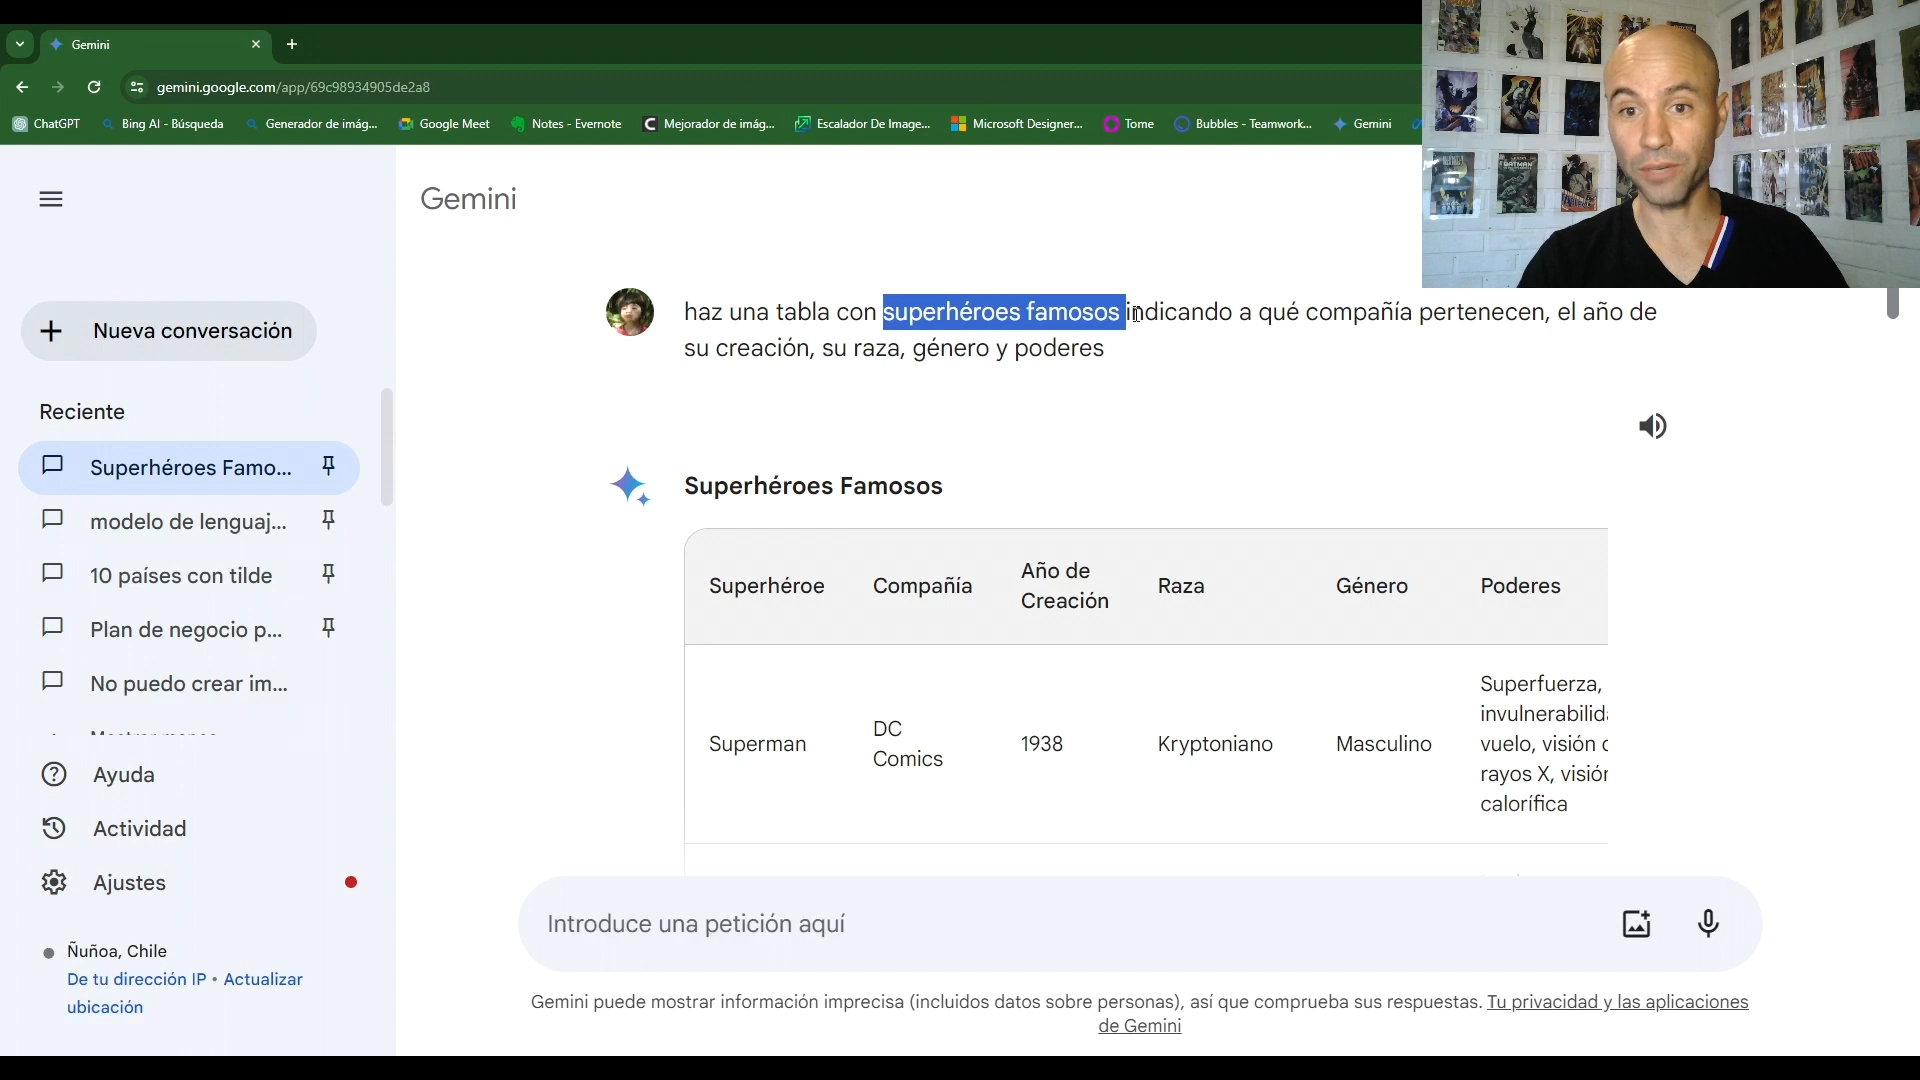 Gemini
gemini.google.com/app/69c98934905de2a8
ChatGPT
Bing AI - Búsqueda
Generador de imág...
Google Meet
Notes - Evernote
Mejorador de imág...
Escalador De Image...
Microsoft Designer...
Tome
Bubbles - Teamwork...
Gemini
Gemini
Nueva conversación
Reciente
Superhéroes Famo...
modelo de lenguaj...
10 países con tilde
Plan de negocio p...
No puedo crear im...
Ayuda
Actividad
Ajustes
Ñuñoa, Chile
De tu dirección IP • Actualizar
ubicación
haz una tabla con superhéroes famosos indicando a qué compañía pertenecen, el año de
su creación, su raza, género y poderes
Superhéroes Famosos
Superhéroe
Compañía
Año de
Creación
Raza
Género
Poderes
Superman
DC
Comics
1938
Kryptoniano
Masculino
Superfuerza,
invulnerabilid
vuelo, visión
rayos X, visión
calorífica
Introduce una petición aquí
Gemini puede mostrar información imprecisa (incluidos datos sobre personas), así que comprueba sus respuestas. Tu privacidad y las aplicaciones
de Gemini